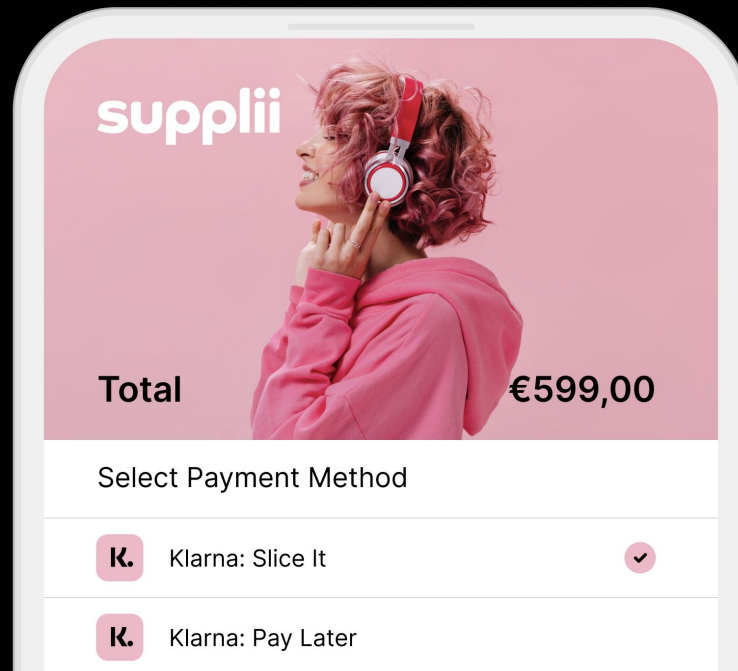 supplii
Total €599,00
Select Payment Method
K. Klarna: Slice It
K. Klarna: Pay Later